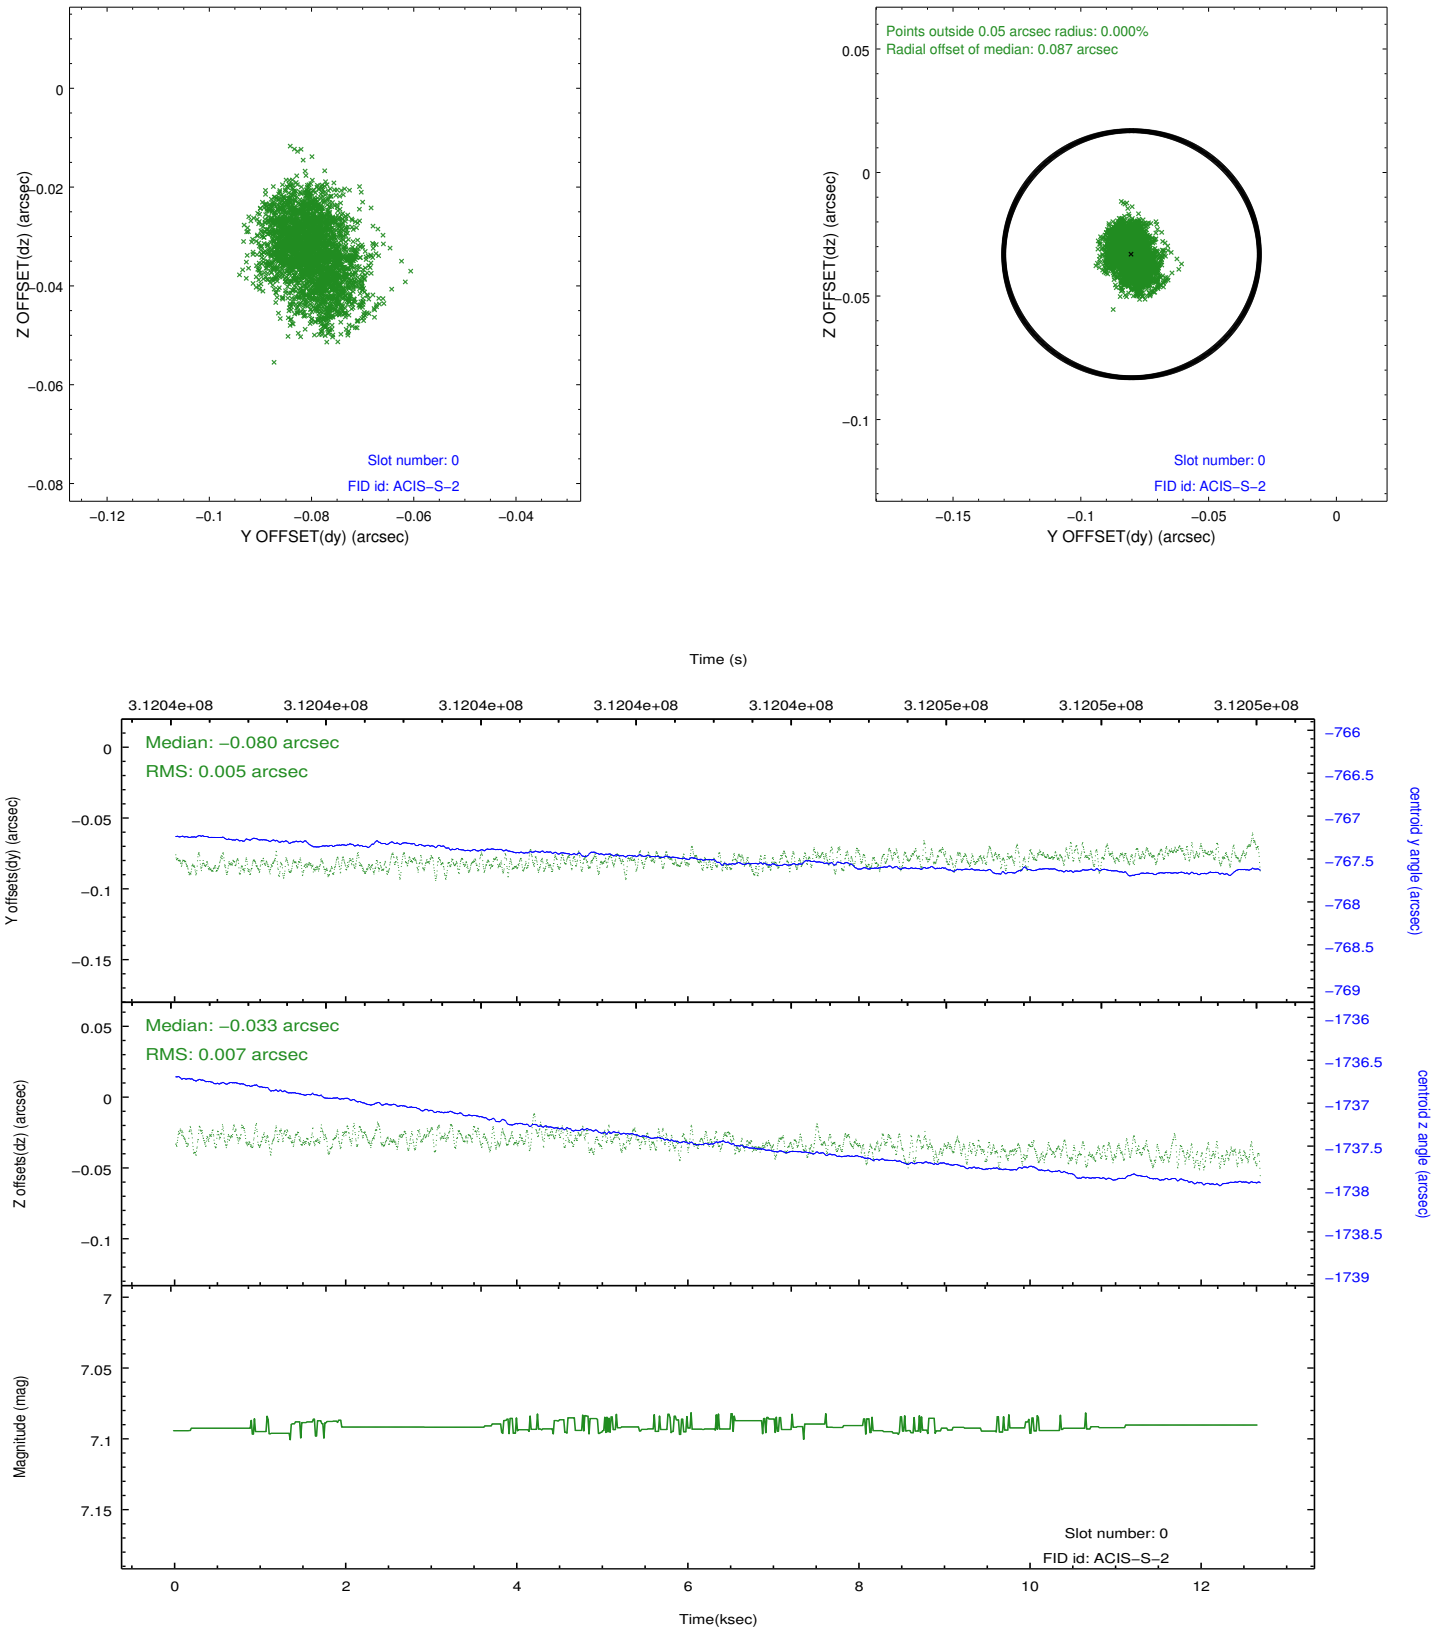 0
−0.02
−0.04
−0.06
−0.08
Z OFFSET(dz) (arcsec)
Slot number: 0
FID id: ACIS−S−2
−0.12
−0.1
−0.08
−0.06
−0.04
Y OFFSET(dy) (arcsec)
Points outside 0.05 arcsec radius: 0.000%
Radial offset of median: 0.087 arcsec
0.05
0
−0.05
−0.1
Z OFFSET(dz) (arcsec)
Slot number: 0
FID id: ACIS−S−2
−0.15
−0.1
−0.05
0
Y OFFSET(dy) (arcsec)
Time (s)
3.1204e+08
3.1204e+08
3.1204e+08
3.1204e+08
3.1204e+08
3.1205e+08
3.1205e+08
3.1205e+08
Median: −0.080 arcsec
RMS: 0.005 arcsec
0
−0.05
−0.1
−0.15
Y offsets(dy) (arcsec)
−766
−766.5
−767
−767.5
−768
−768.5
−769
centroid y angle (arcsec)
Median: −0.033 arcsec
RMS: 0.007 arcsec
0.05
0
−0.05
−0.1
Z offsets(dz) (arcsec)
−1736
−1736.5
−1737
−1737.5
−1738
−1738.5
−1739
centroid z angle (arcsec)
7
7.05
7.1
7.15
Magnitude (mag)
Slot number: 0
FID id: ACIS−S−2
0
2
4
6
8
10
12
Time(ksec)